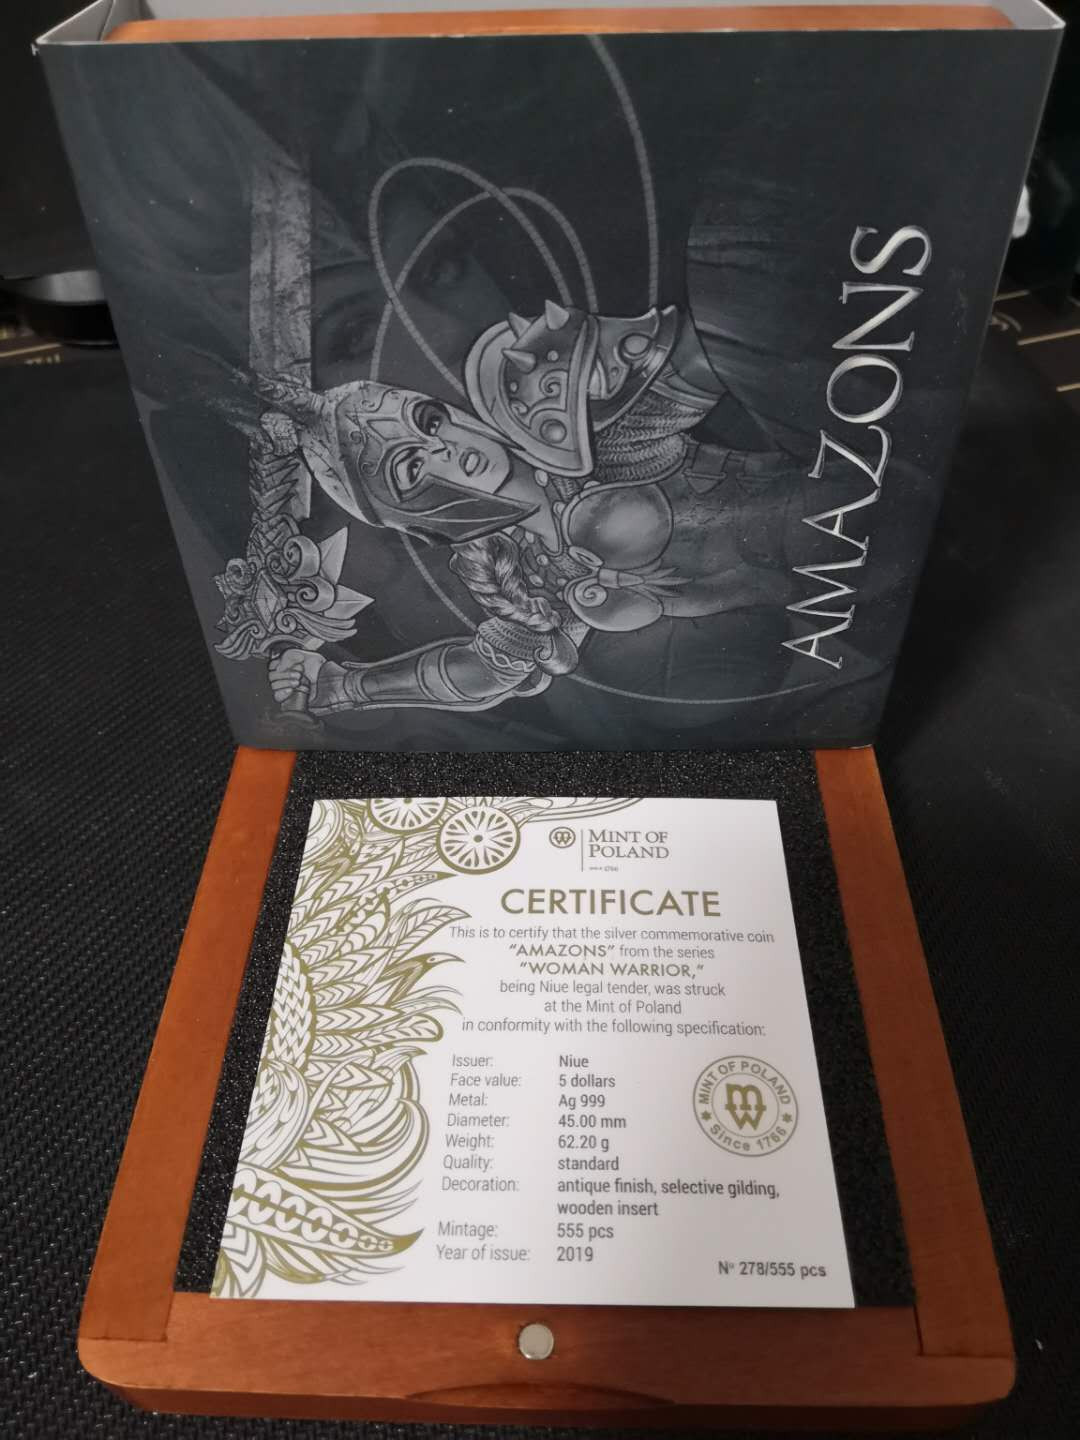 AMAZONS
MINT OF
POLAND
since 1766
CERTIFICATE
This is to certify that the silver commemorative coin
“AMAZONS” from the series
“WOMAN WARRIOR,”
being Niue legal tender, was struck
at the Mint of Poland
in conformity with the following specification:
Issuer: Niue
Face value: 5 dollars
Metal: Ag 999
Diameter: 45.00 mm
Weight: 62.20 g
Quality: standard
Decoration: antique finish, selective gilding,
wooden insert
Mintage: 555 pcs
Year of issue: 2019
MINT OF POLAND
Since 1766
Nº 278/555 pcs